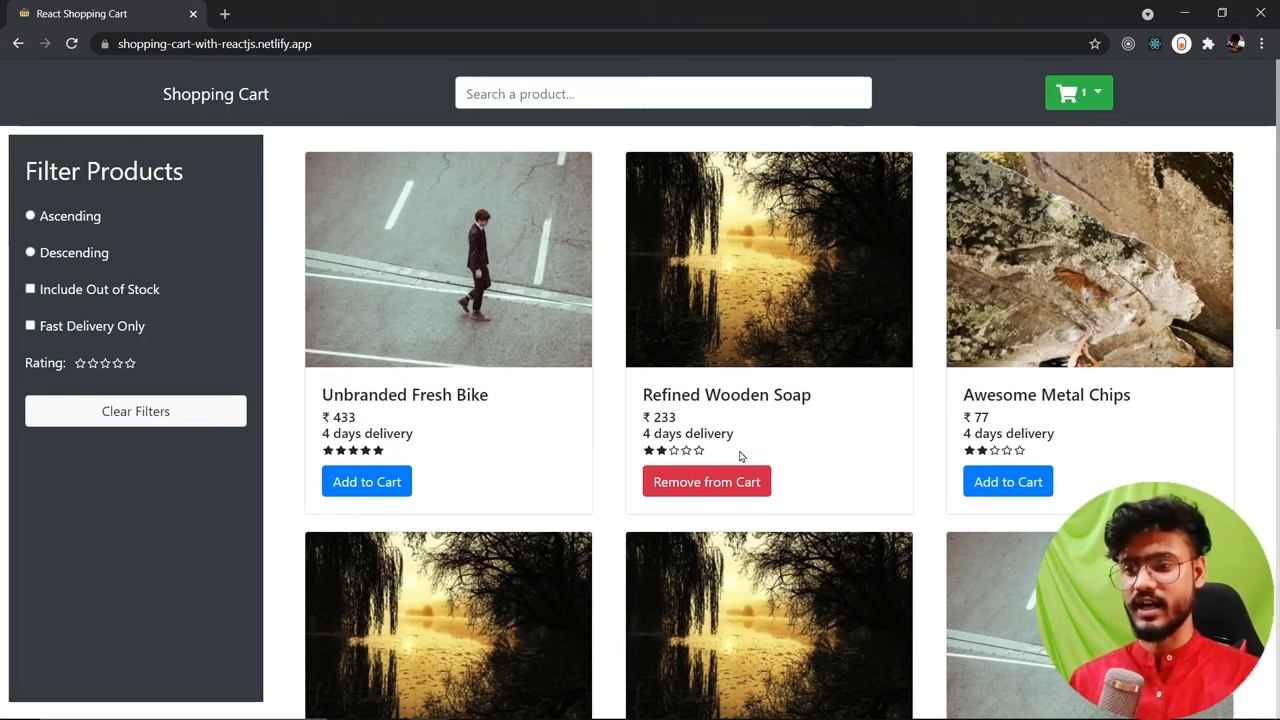 React Shopping Cart
shopping-cart-with-reactjs.netlify.app
Shopping Cart
Search a product...
1
Filter Products
Ascending
Descending
Include Out of Stock
Fast Delivery Only
Rating:
Clear Filters
Unbranded Fresh Bike
₹ 433
4 days delivery
Add to Cart
Refined Wooden Soap
₹ 233
4 days delivery
Remove from Cart
Awesome Metal Chips
₹ 77
4 days delivery
Add to Cart